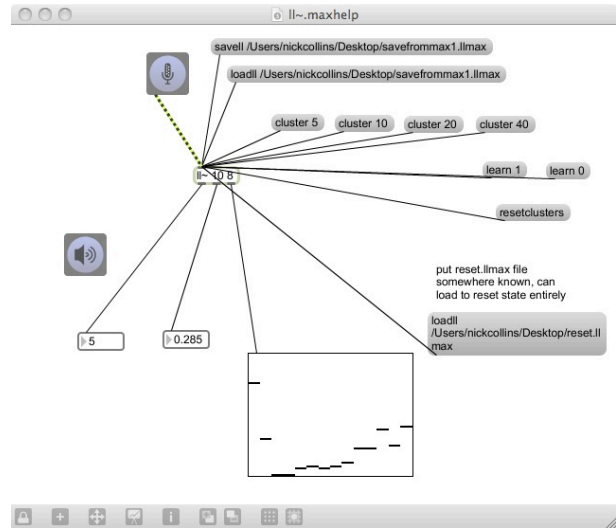 ll~.maxhelp
savell /Users/nickcollins/Desktop/savefrommax1.llmax
loadll /Users/nickcollins/Desktop/savefrommax1.llmax
cluster 5
cluster 10
cluster 20
cluster 40
ll~ 10 8
learn 1
learn 0
resetclusters
put reset.llmax file
somewhere known, can
load to reset state entirely
loadll
/Users/nickcollins/Desktop/reset.ll
max
5
0.285